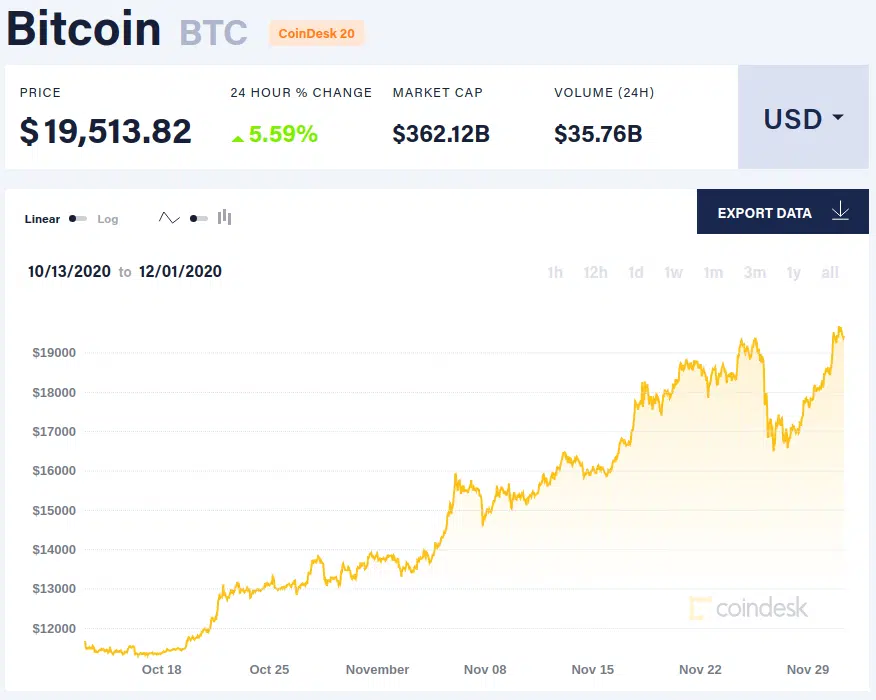 Bitcoin BTC CoinDesk 20
PRICE 24 HOUR % CHANGE MARKET CAP VOLUME (24H)
$19,513.82 5.59% $362.12B $35.76B USD
Linear Log EXPORT DATA
10/13/2020 to 12/01/2020 1h 12h 1d 1w 1m 3m 1y all
$19000
$18000
$17000
$16000
$15000
$14000
$13000
$12000
coindesk
Oct 18 Oct 25 November Nov 08 Nov 15 Nov 22 Nov 29